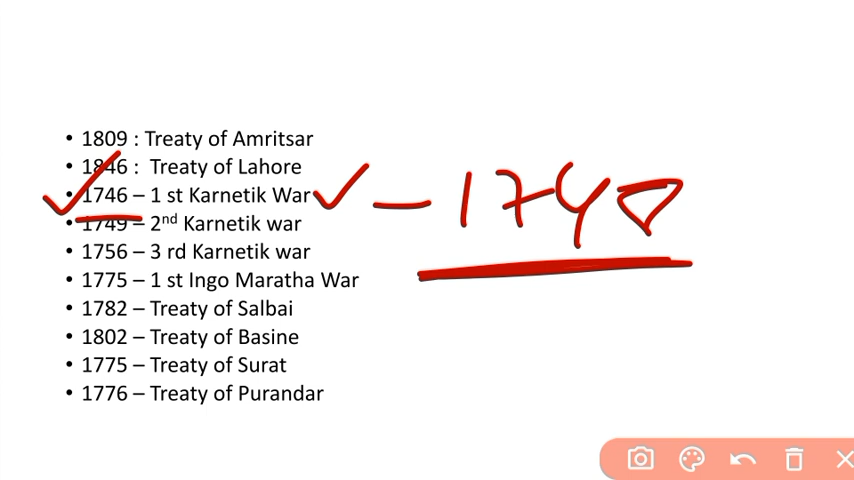 • 1809 : Treaty of Amritsar
• 1846 : Treaty of Lahore
• 1746 – 1 st Karnetik War – 1748
• 1749 – 2nd Karnetik war
• 1756 – 3 rd Karnetik war
• 1775 – 1 st Ingo Maratha War
• 1782 – Treaty of Salbai
• 1802 – Treaty of Basine
• 1775 – Treaty of Surat
• 1776 – Treaty of Purandar